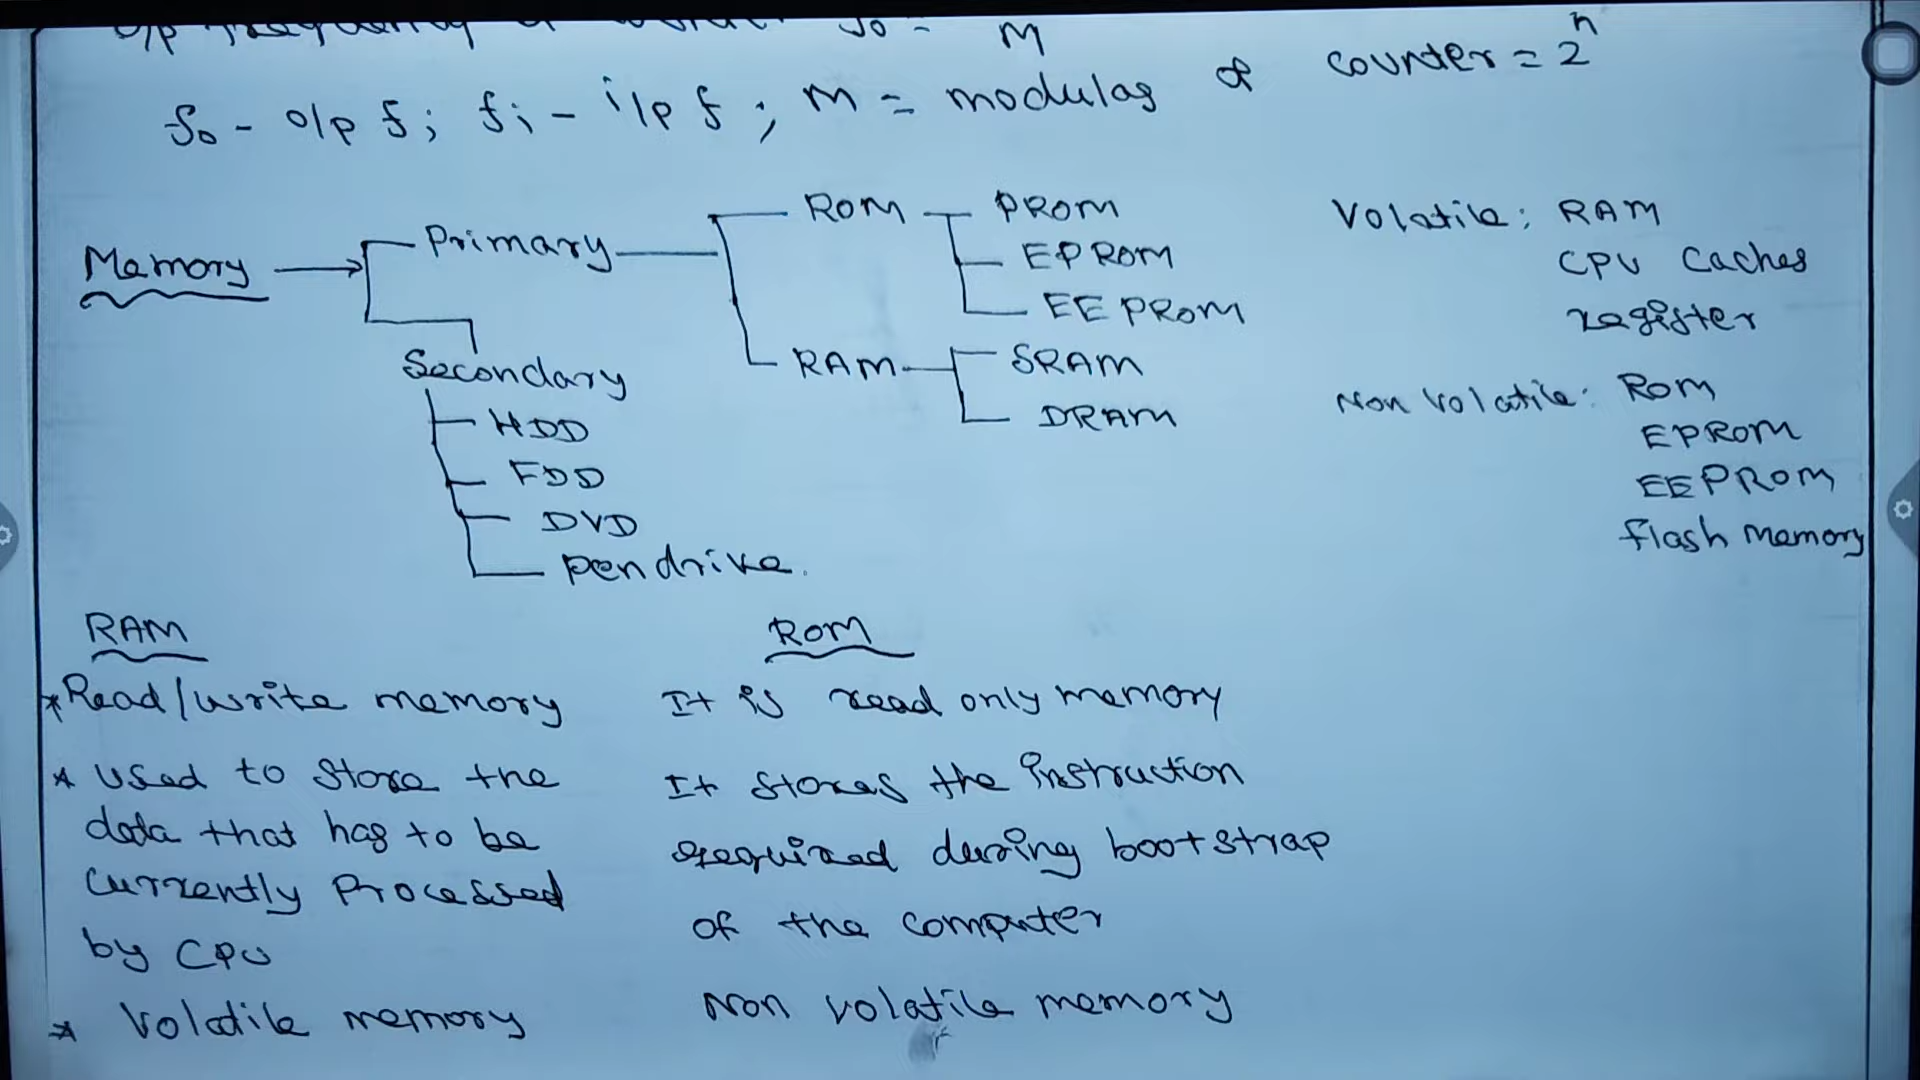 o/p frequency
M
f₀ - o/p f; fᵢ - i/p f; M = modulas of counter = 2ⁿ
Memory
Primary
ROM
PROM
EPROM
EEPROM
RAM
SRAM
DRAM
Secondary
HDD
FDD
DVD
Pendrive.
Volatile: RAM
CPU Caches
register
Non Volatile: ROM
EPROM
EEPROM
flash Memory
RAM
* Read/write memory
* Used to store the
data that has to be
currently Processed
by CPU
* Volatile memory
ROM
It is read only memory
It stores the instruction
required during bootstrap
of the computer
Non volatile memory